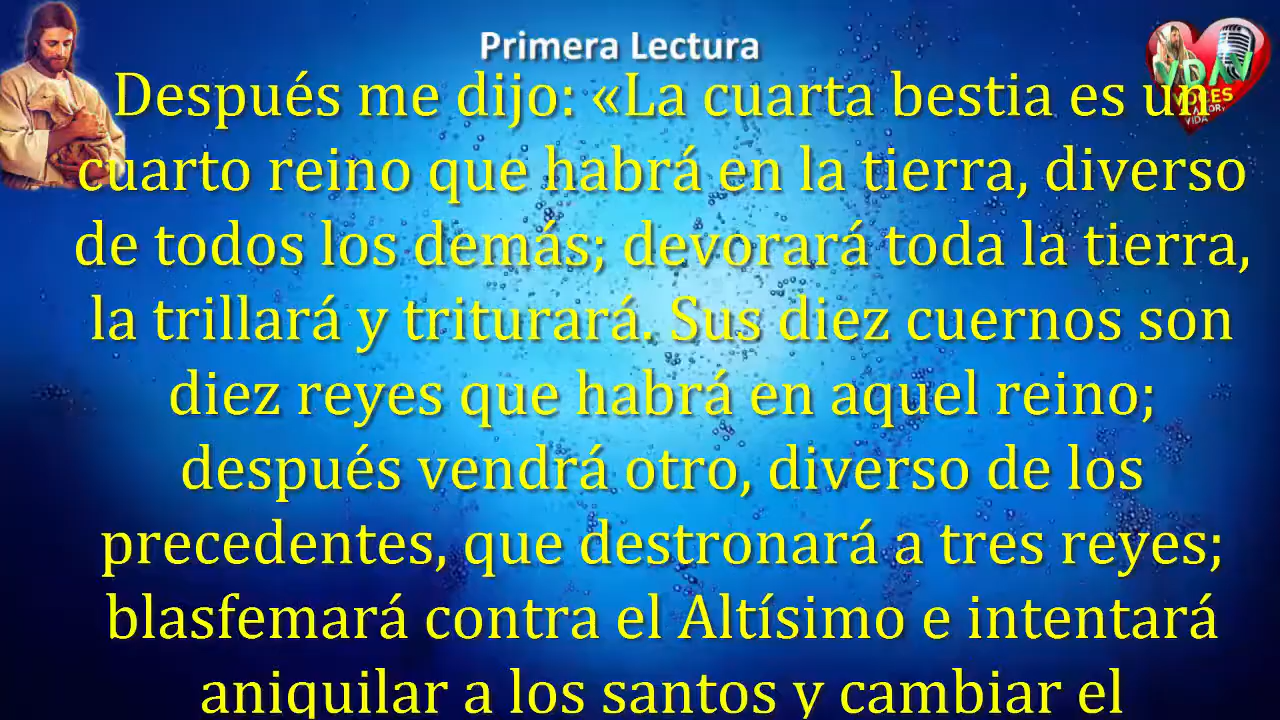 Primera Lectura
Después me dijo: «La cuarta bestia es un
cuarto reino que habrá en la tierra, diverso
de todos los demás; devorará toda la tierra,
la trillará y triturará. Sus diez cuernos son
diez reyes que habrá en aquel reino;
después vendrá otro, diverso de los
precedentes, que destronará a tres reyes;
blasfemará contra el Altísimo e intentará
aniquilar a los santos y cambiar el
VDAV
VOCES
VIDA